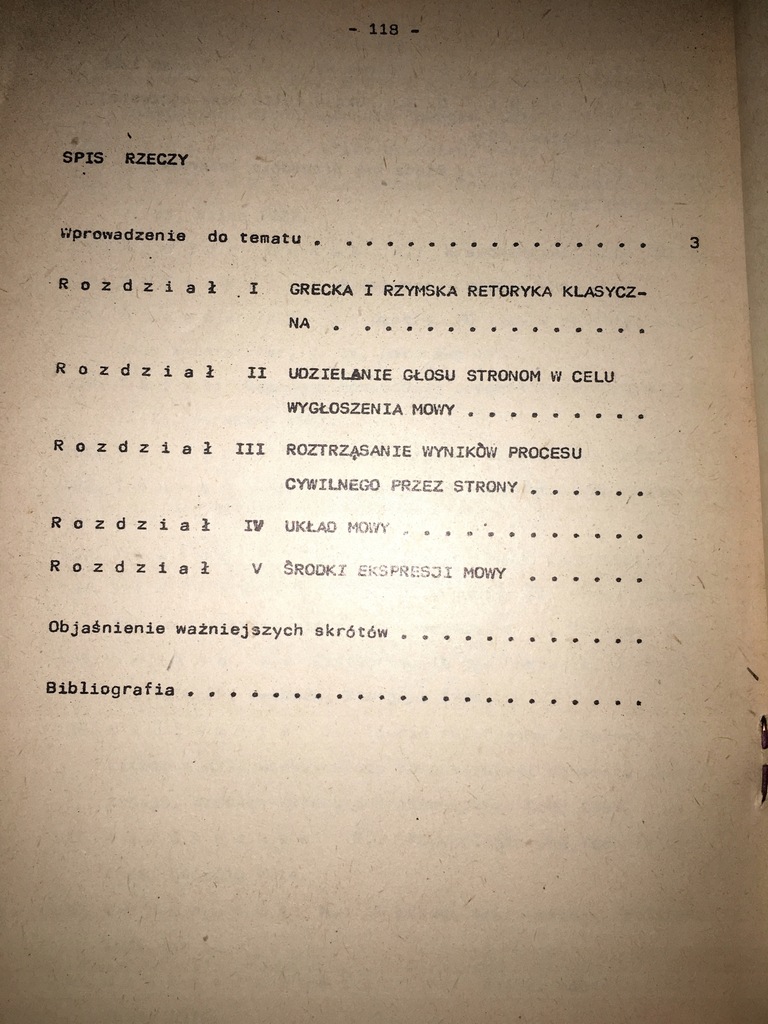 - 118 -
SPIS RZECZY
Wprowadzenie do tematu . . . . . . . . . . . . . . . . 3
R o z d z i a ł I GRECKA I RZYMSKA RETORYKA KLASYCZ-
NA . . . . . . . . . . . . . . .
R o z d z i a ł II UDZIELANIE GŁOSU STRONOM W CELU
WYGŁOSZENIA MOWY . . . . . . . . .
R o z d z i a ł III ROZTRZĄSANIE WYNIKÓW PROCESU
CYWILNEGO PRZEZ STRONY . . . . . .
R o z d z i a ł IV UKŁAD MOWY . . . . . . . . . . . .
R o z d z i a ł V ŚRODKI EKSPRESJI MOWY . . . . . .
Objaśnienie ważniejszych skrótów . . . . . . . . . . . .
Bibliografia . . . . . . . . . . . . . . . . . . . . . .